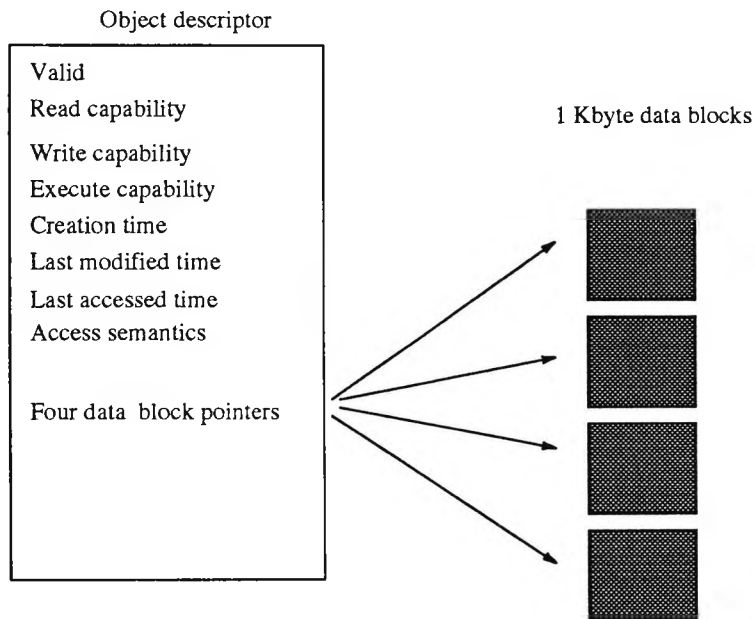 Object descriptor
Valid
Read capability
Write capability
Execute capability
Creation time
Last modified time
Last accessed time
Access semantics
Four data block pointers
1 Kbyte data blocks